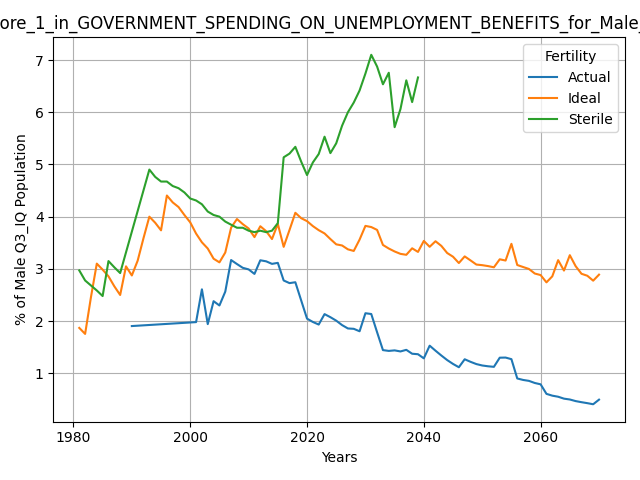 ore_1_in_GOVERNMENT_SPENDING_ON_UNEMPLOYMENT_BENEFITS_for_Male_
Fertility
Actual
Ideal
Sterile
% of Male Q3_IQ Population
7
6
5
4
3
2
1
1980
2000
2020
2040
2060
Years